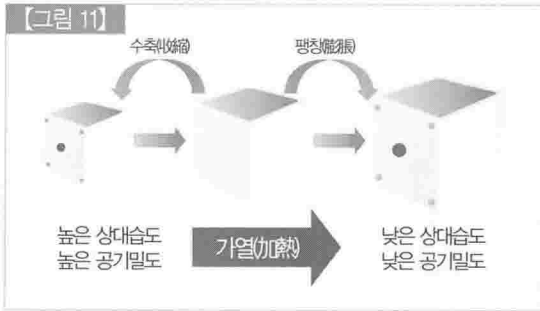 【그림 11】
수축(收縮)
팽창(膨脹)
높은 상대습도
높은 공기밀도
가열(加熱)
낮은 상대습도
낮은 공기밀도